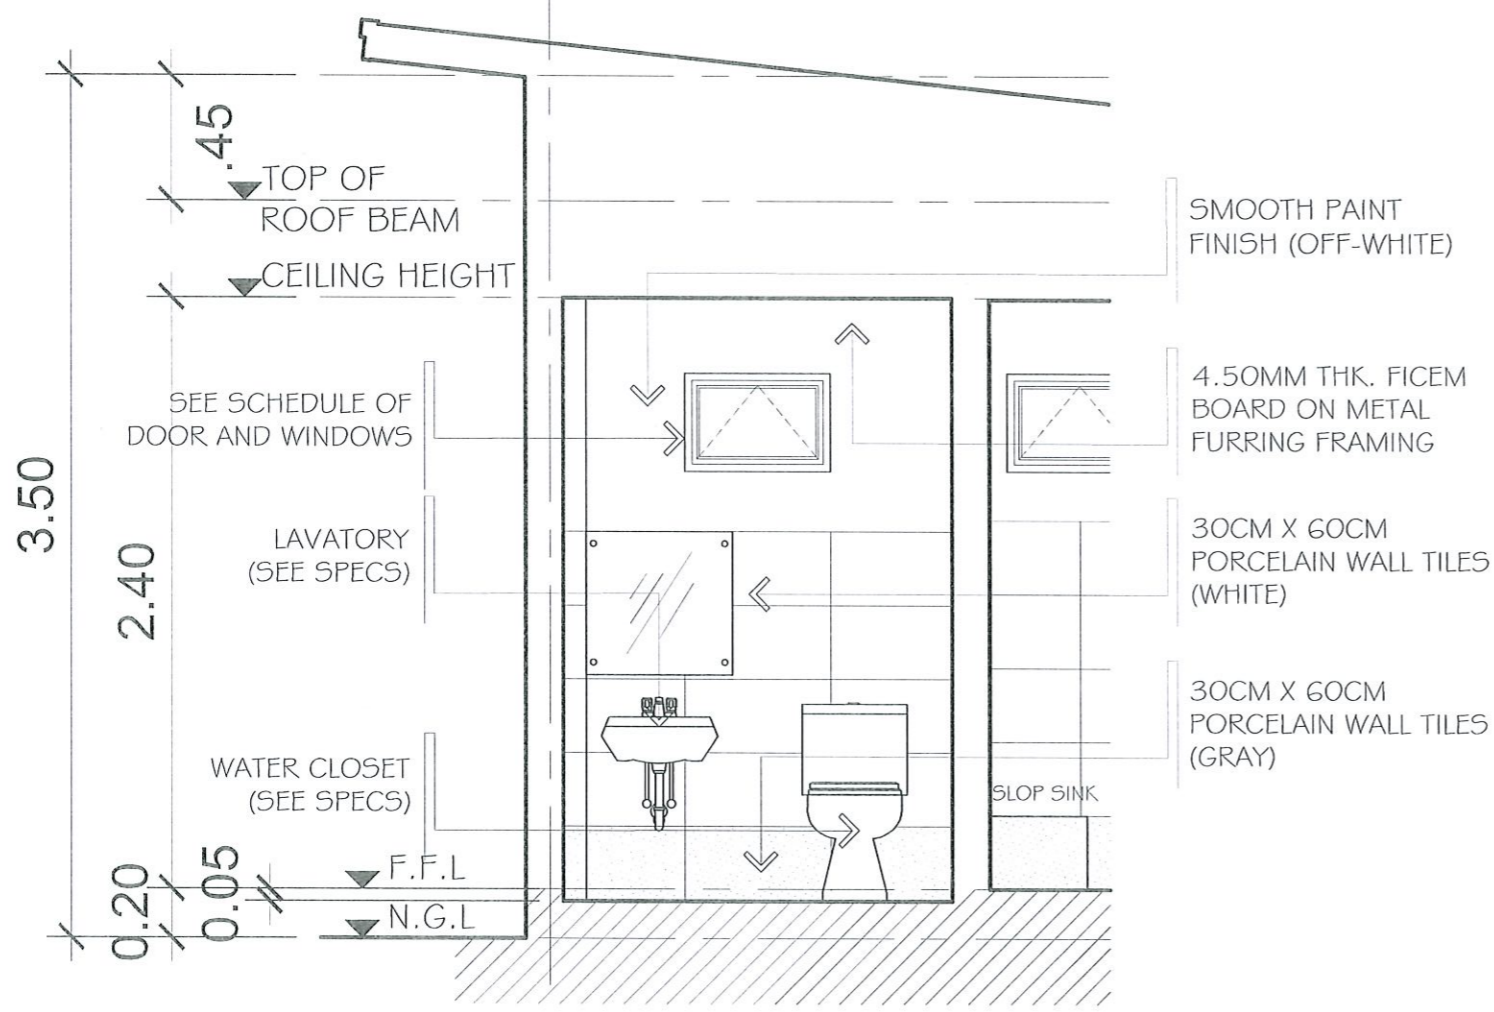 .45
TOP OF
ROOF BEAM
CEILING HEIGHT
SMOOTH PAINT
FINISH (OFF-WHITE)
SEE SCHEDULE OF
DOOR AND WINDOWS
4.50MM THK. FICEM
BOARD ON METAL
FURRING FRAMING
3.50
2.40
LAVATORY
(SEE SPECS)
30CM X 60CM
PORCELAIN WALL TILES
(WHITE)
30CM X 60CM
PORCELAIN WALL TILES
(GRAY)
WATER CLOSET
(SEE SPECS)
SLOP SINK
0.20
0.05
F.F.L
N.G.L